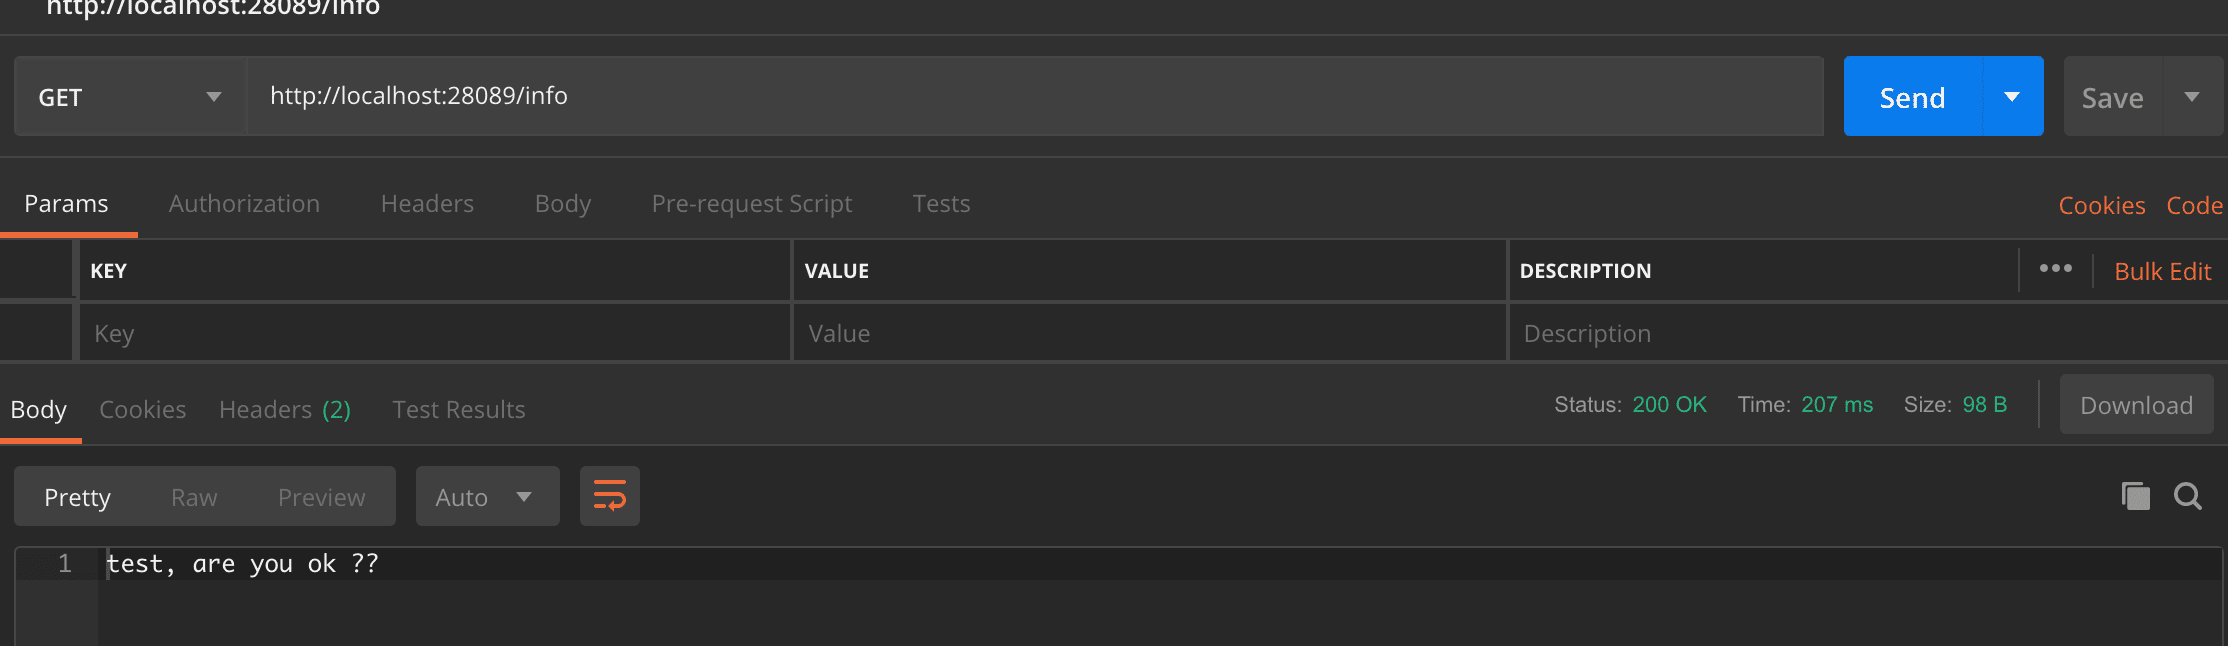 http://localhost:28089/info
GET http://localhost:28089/info Send Save
Params Authorization Headers Body Pre-request Script Tests Cookies Code
KEY VALUE DESCRIPTION ••• Bulk Edit
Key Value Description
Body Cookies Headers (2) Test Results Status: 200 OK Time: 207 ms Size: 98 B Download
Pretty Raw Preview Auto
1 test, are you ok ??